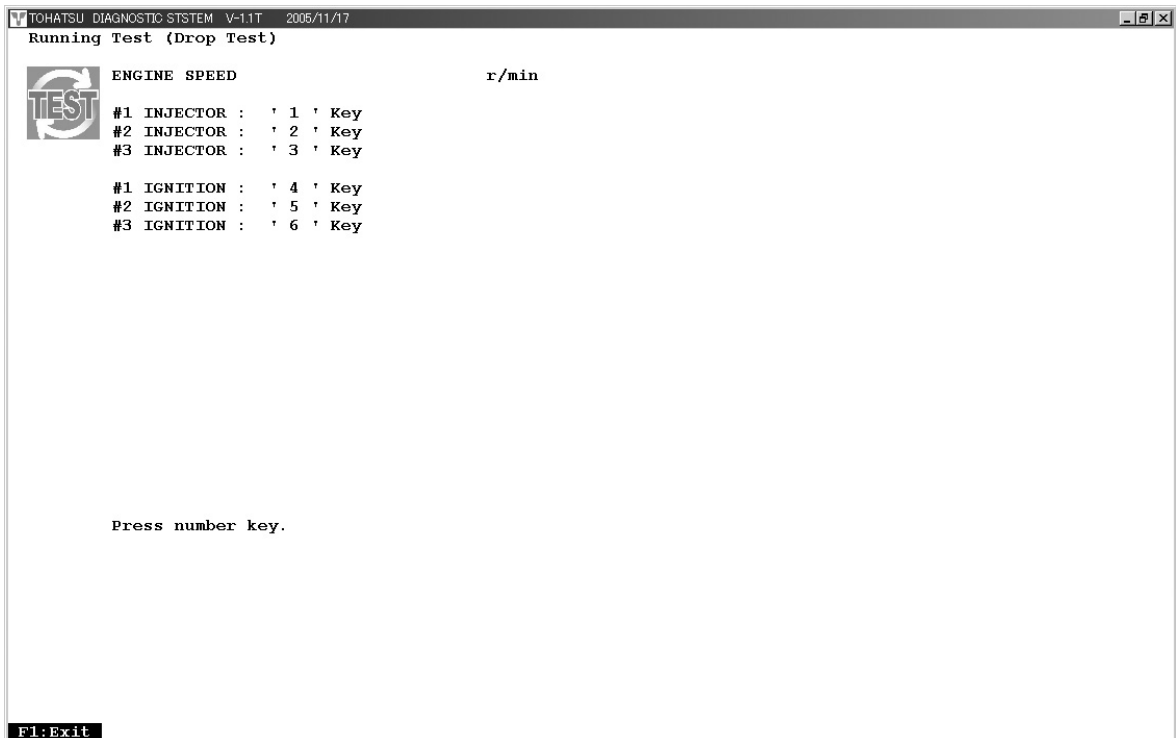 TOHATSU DIAGNOSTIC STSTEM V-1.1T 2005/11/17
Running Test (Drop Test)
TEST
ENGINE SPEED r/min
#1 INJECTOR : ' 1 ' Key
#2 INJECTOR : ' 2 ' Key
#3 INJECTOR : ' 3 ' Key
#1 IGNITION : ' 4 ' Key
#2 IGNITION : ' 5 ' Key
#3 IGNITION : ' 6 ' Key
Press number key.
F1:Exit